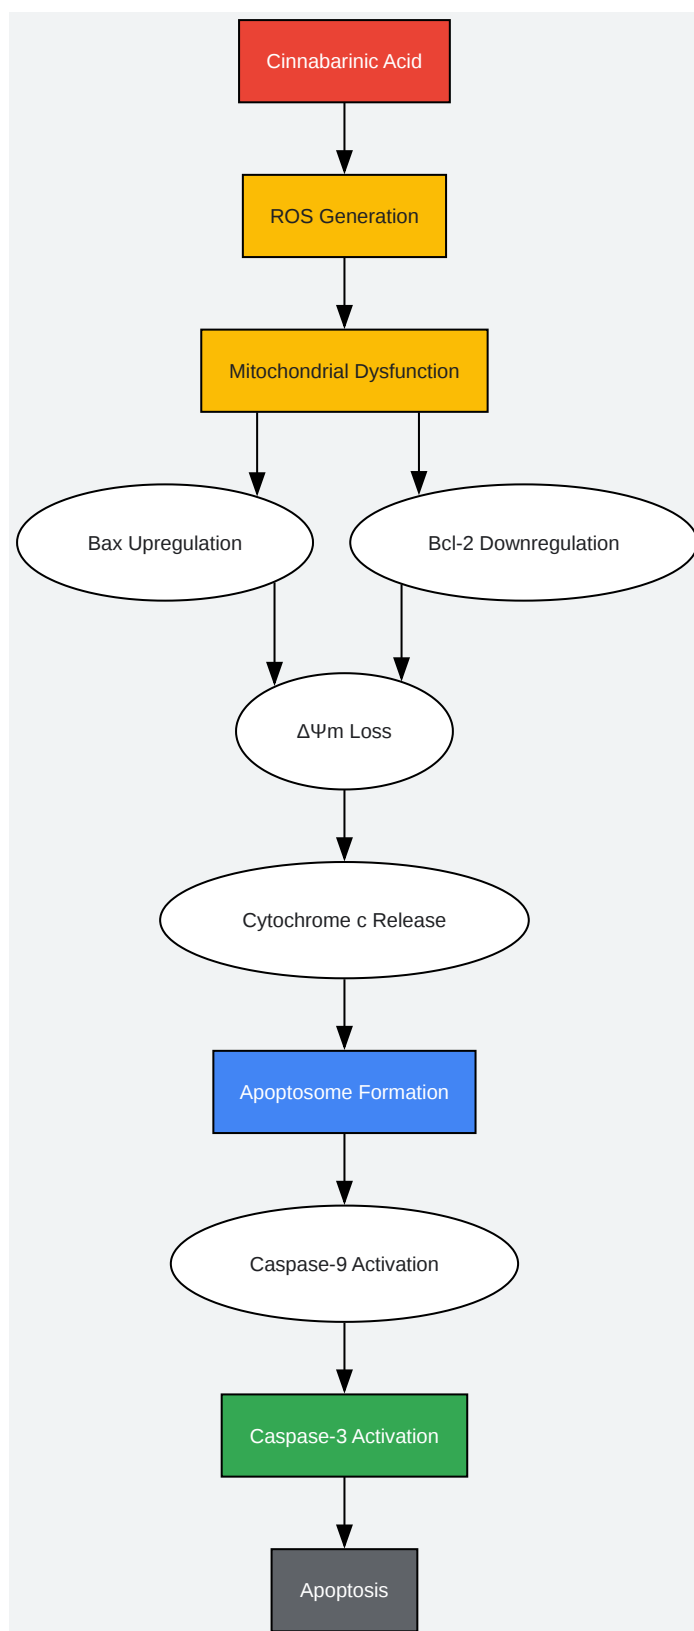 Cinnabarinic Acid
ROS Generation
Mitochondrial Dysfunction
Bax Upregulation
Bcl-2 Downregulation
ΔΨm Loss
Cytochrome c Release
Apoptosome Formation
Caspase-9 Activation
Caspase-3 Activation
Apoptosis